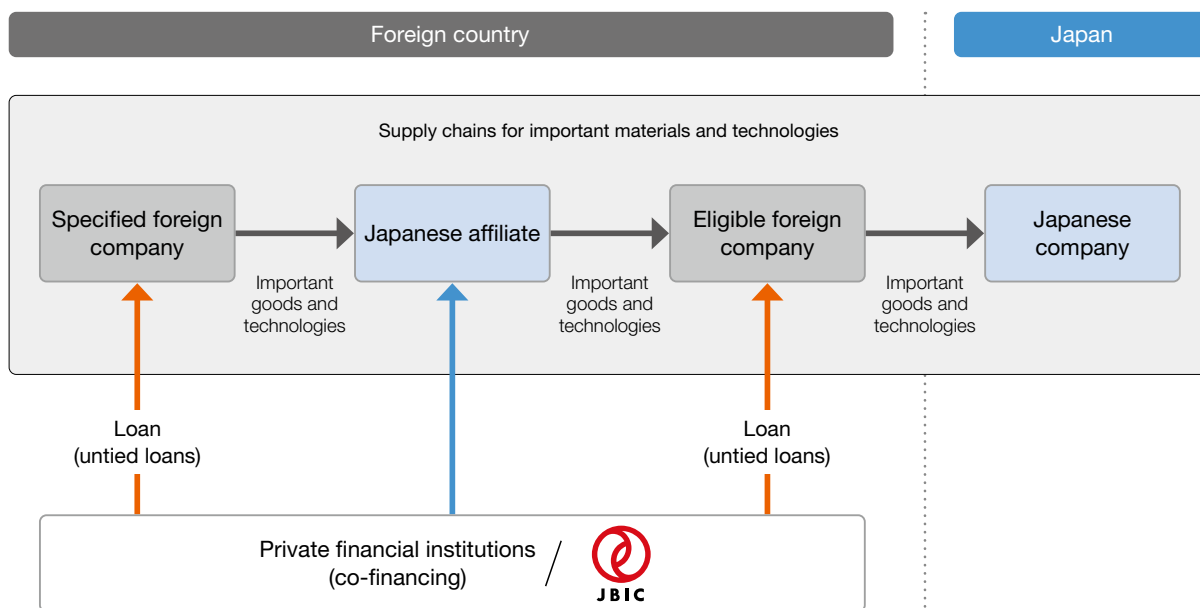 Foreign country
Japan
Supply chains for important materials and technologies
Specified foreign
company
Japanese affiliate
Eligible foreign
company
Japanese
company
Important
goods and
technologies
Important
goods and
technologies
Important
goods and
technologies
Loan
(untied loans)
Loan
(untied loans)
Private financial institutions
(co-financing)
/
JBIC